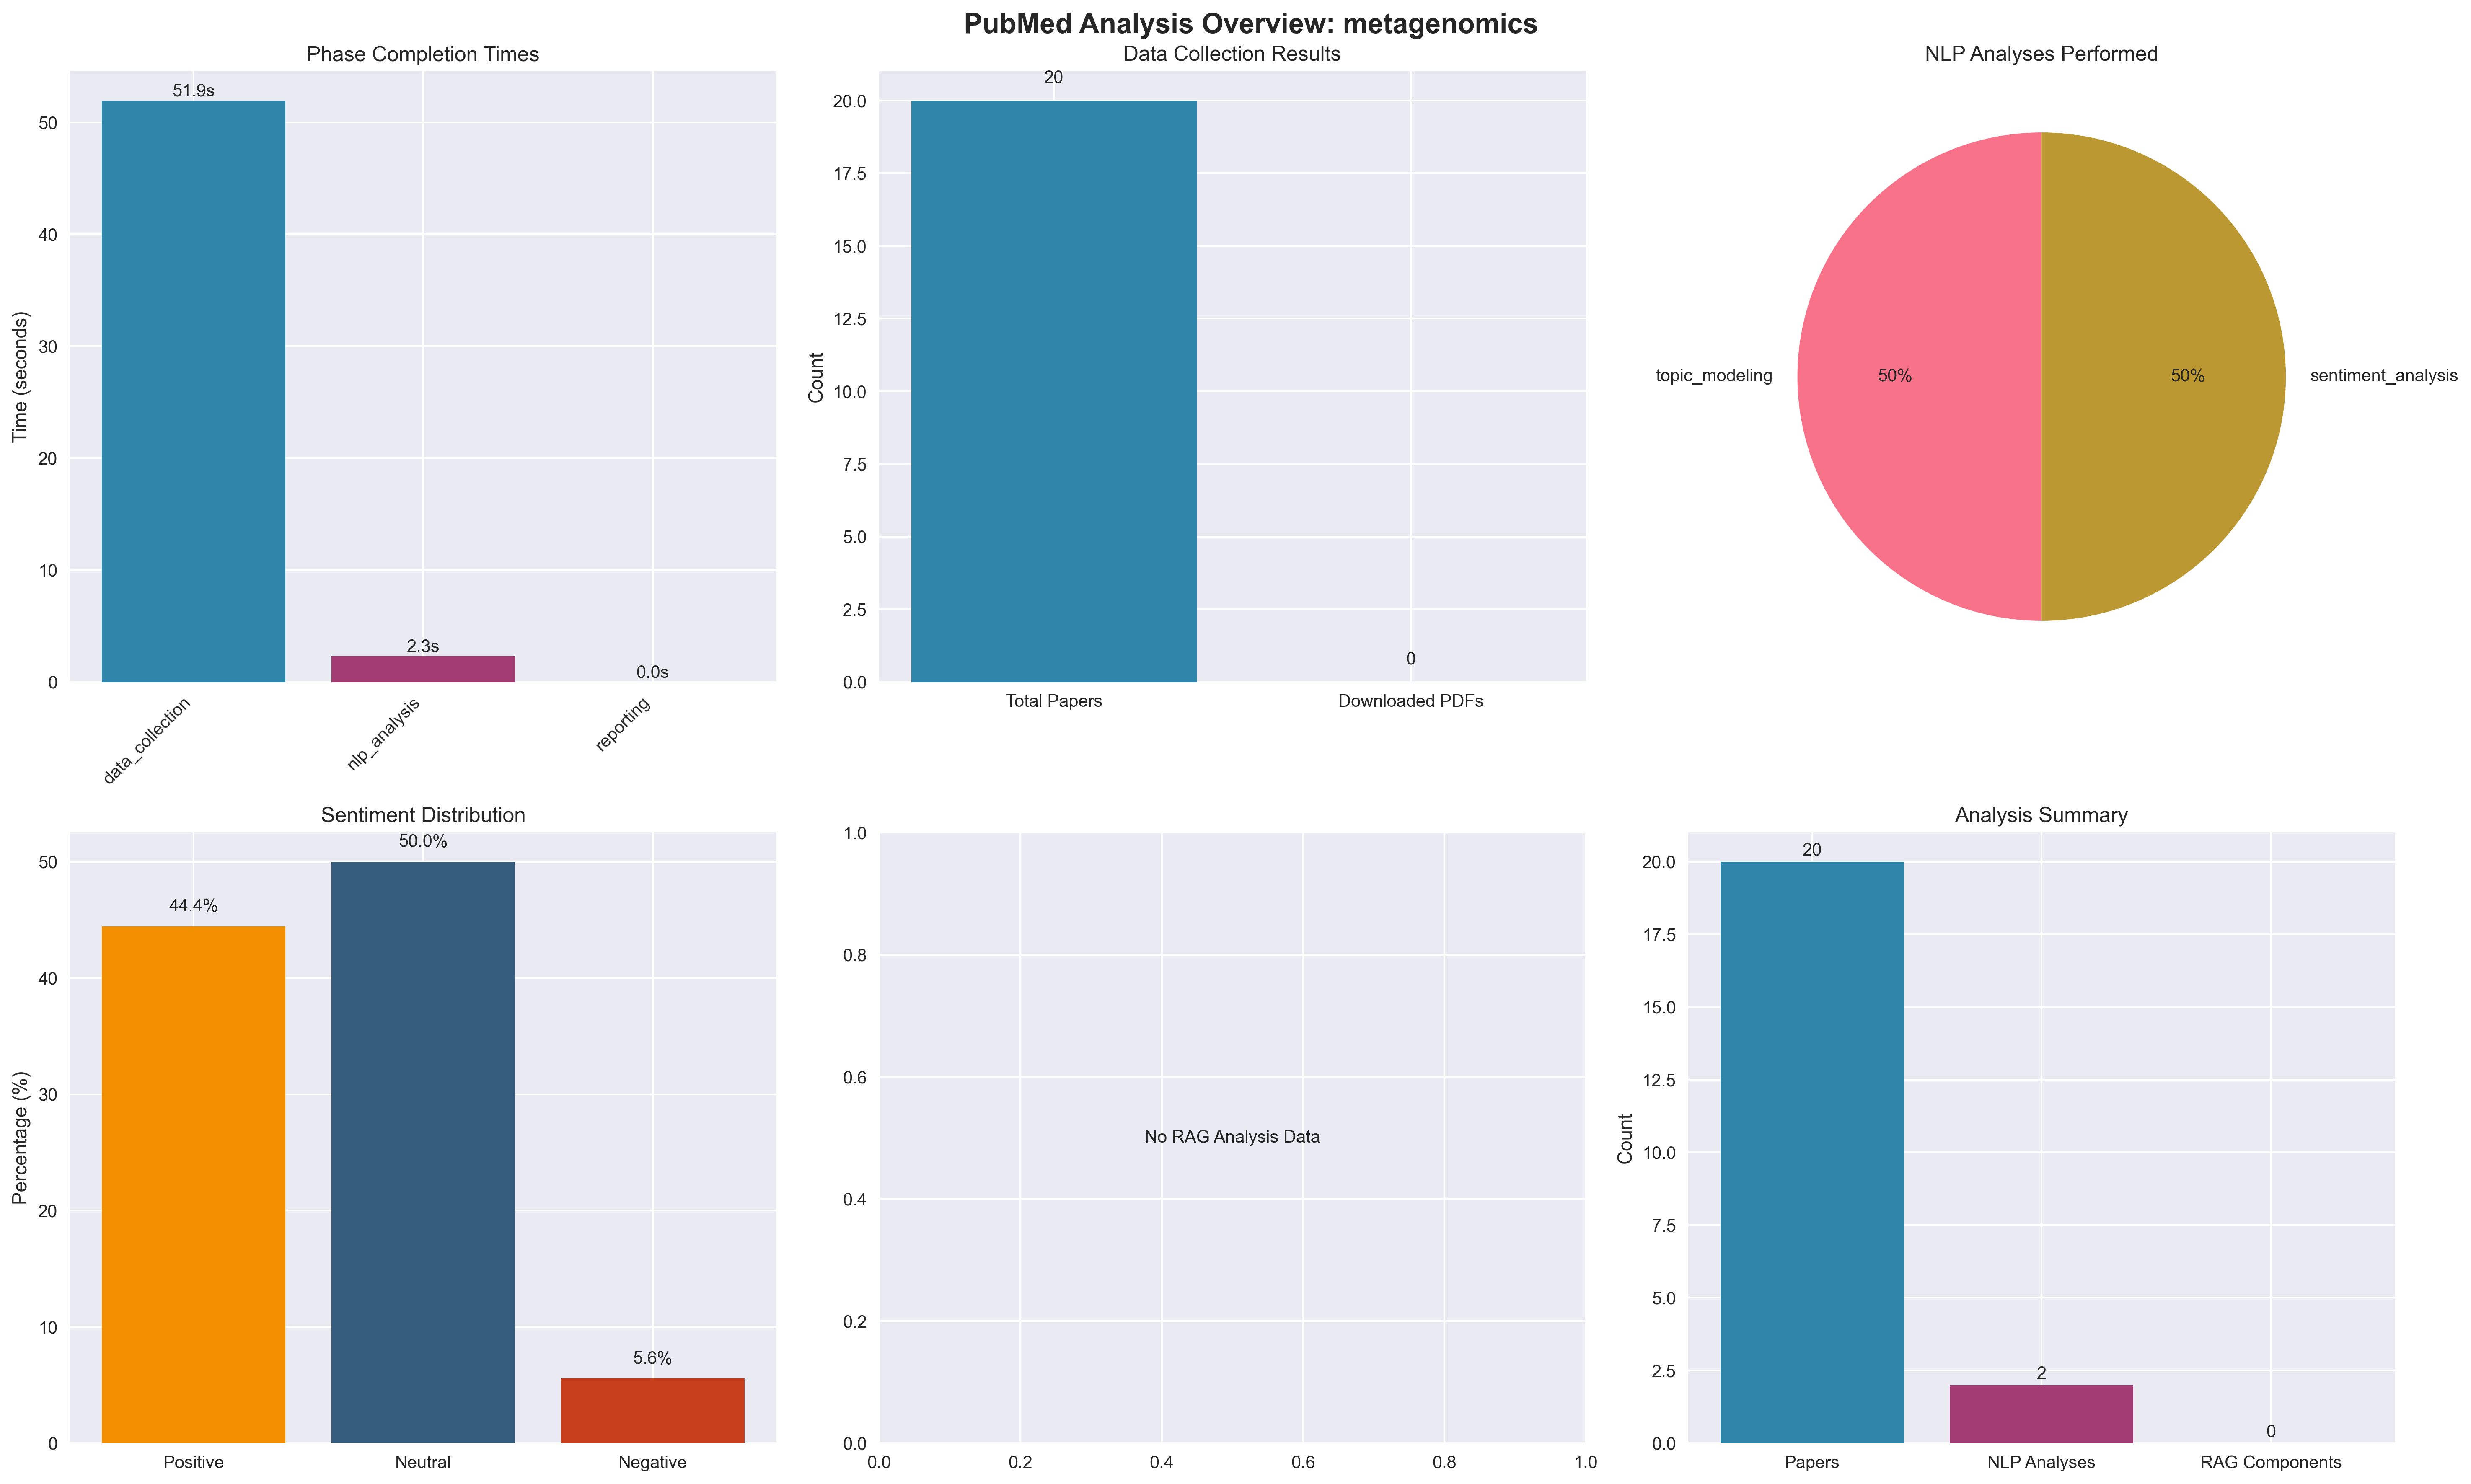 PubMed Analysis Overview: metagenomics
Phase Completion Times
51.9s
2.3s
0.0s
50
40
30
20
10
0
Time (seconds)
data_collection
nlp_analysis
reporting
Data Collection Results
20
0
20.0
17.5
15.0
12.5
10.0
7.5
5.0
2.5
0.0
Count
Total Papers
Downloaded PDFs
NLP Analyses Performed
topic_modeling
50%
50%
sentiment_analysis
Sentiment Distribution
44.4%
50.0%
5.6%
50
40
30
20
10
0
Percentage (%)
Positive
Neutral
Negative
1.0
0.8
0.6
0.4
0.2
0.0
No RAG Analysis Data
0.0
0.2
0.4
0.6
0.8
1.0
Analysis Summary
20
2
0
20.0
17.5
15.0
12.5
10.0
7.5
5.0
2.5
0.0
Count
Papers
NLP Analyses
RAG Components